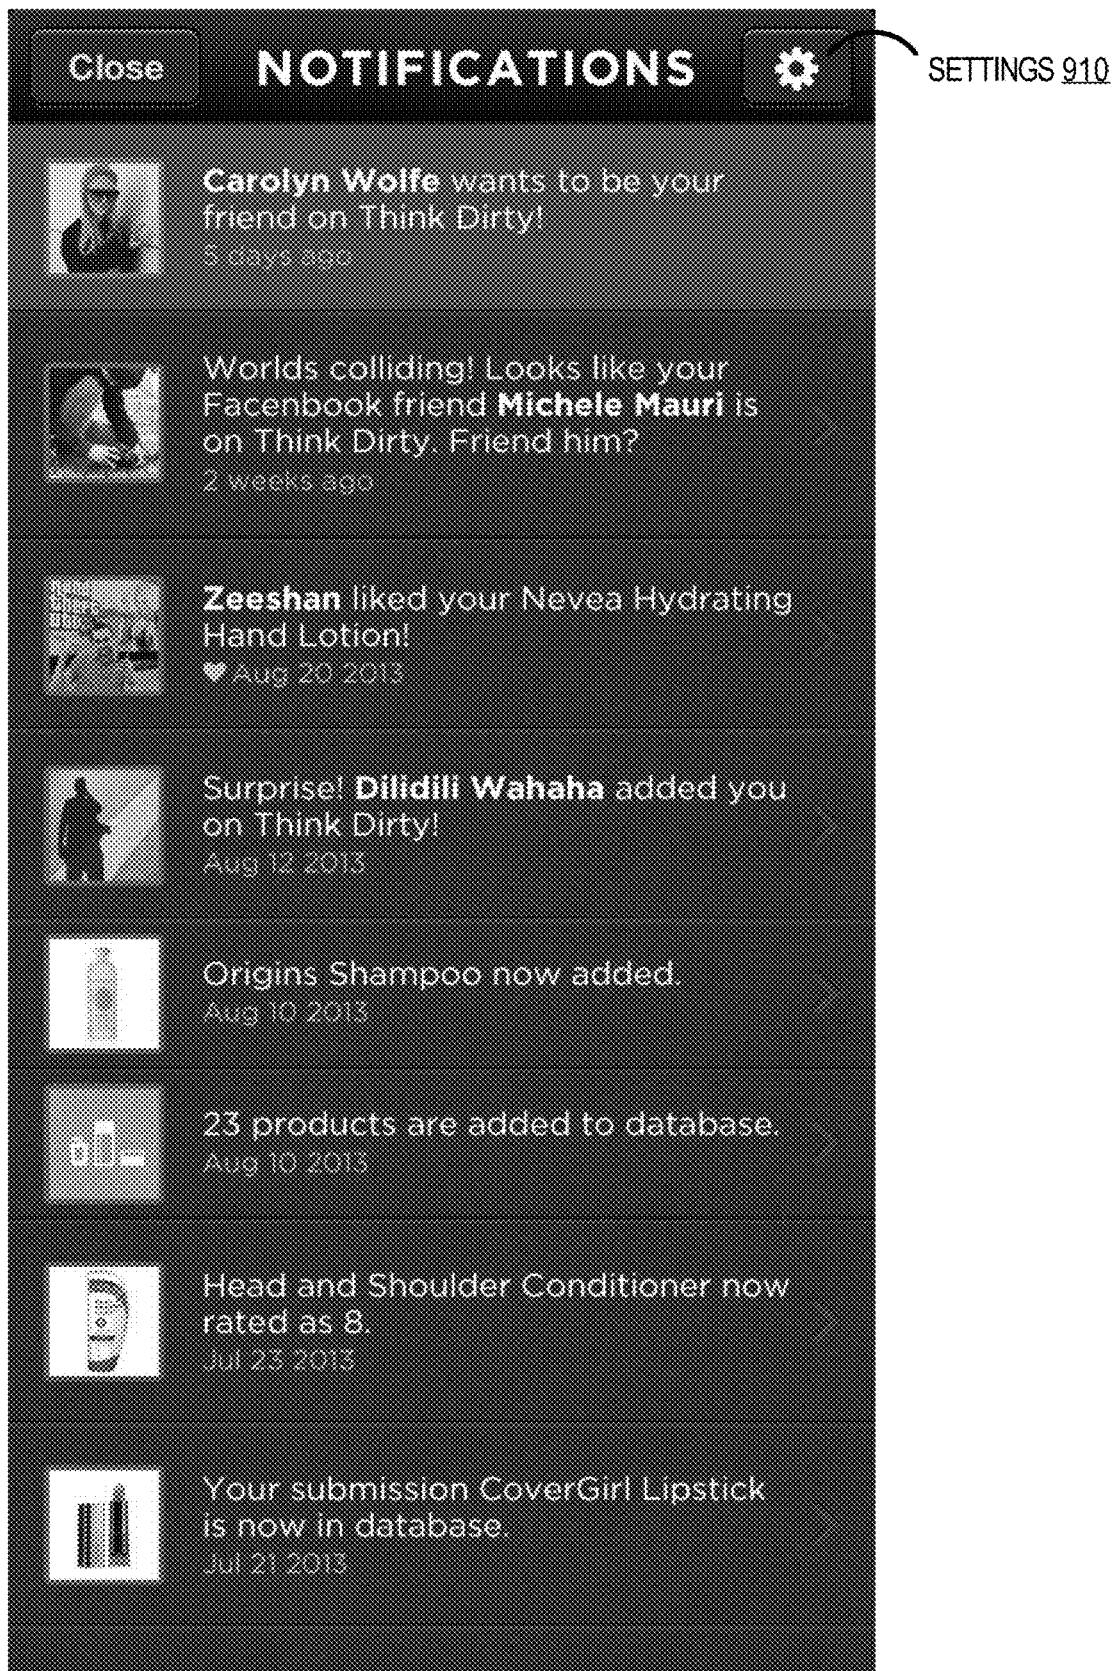 Close NOTIFICATIONS
SETTINGS 910
Carolyn Wolfe wants to be your
friend on Think Dirty!
5 days ago
Worlds colliding! Looks like your
Facenbook friend Michele Mauri is
on Think Dirty. Friend him?
2 weeks ago
Zeeshan liked your Nevea Hydrating
Hand Lotion!
♥Aug 20 2013
Surprise! Dilidili Wahaha added you
on Think Dirty!
Aug 12 2013
Origins Shampoo now added.
Aug 10 2013
23 products are added to database.
Aug 10 2013
Head and Shoulder Conditioner now
rated as 8.
Jul 23 2013
Your submission CoverGirl Lipstick
is now in database.
Jul 21 2013